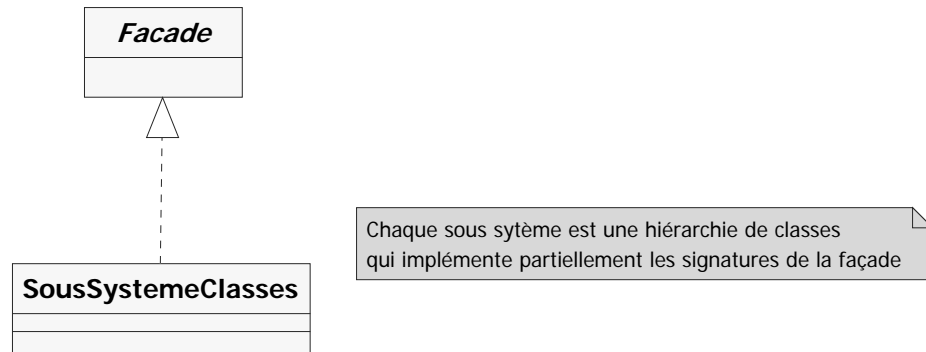 Facade
Chaque sous sytème est une hiérarchie de classes
qui implémente partiellement les signatures de la façade
SousSystemeClasses